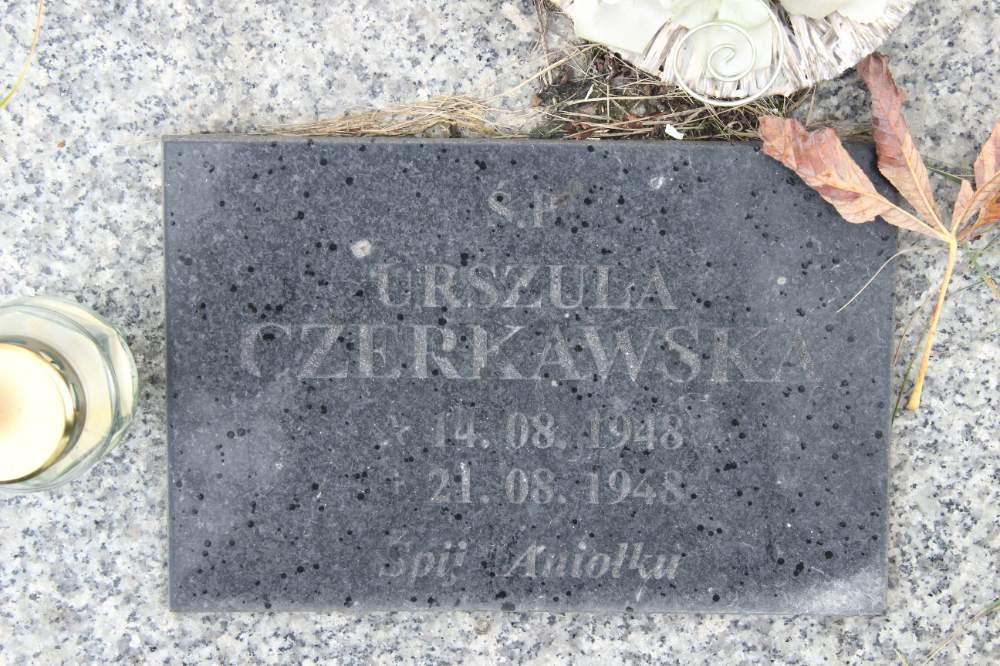 Ś.P.
URSZULA
CZERKAWSKA
* 14. 08. 1948
† 21. 08. 1948
Śpij Aniołku